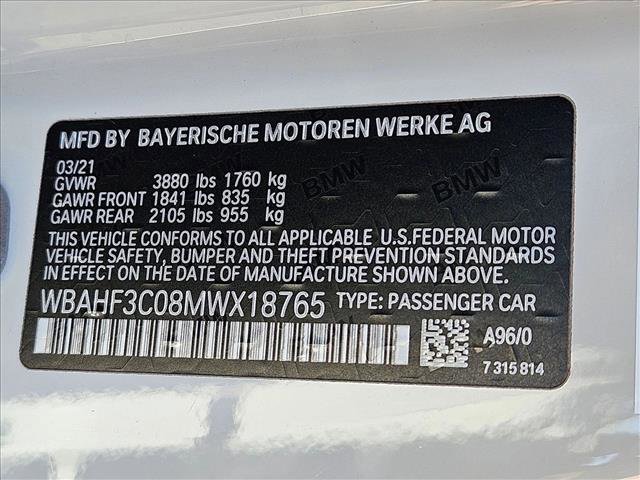 MFD BY BAYERISCHE MOTOREN WERKE AG
03/21
GVWR 3880 lbs 1760 kg
GAWR FRONT 1841 lbs 835 kg
GAWR REAR 2105 lbs 955 kg
THIS VEHICLE CONFORMS TO ALL APPLICABLE U.S.FEDERAL MOTOR
VEHICLE SAFETY, BUMPER AND THEFT PREVENTION STANDARDS
IN EFFECT ON THE DATE OF MANUFACTURE SHOWN ABOVE.
WBAHF3C08MWX18765 TYPE: PASSENGER CAR
A96/0
7 315 814
BMW
BMW